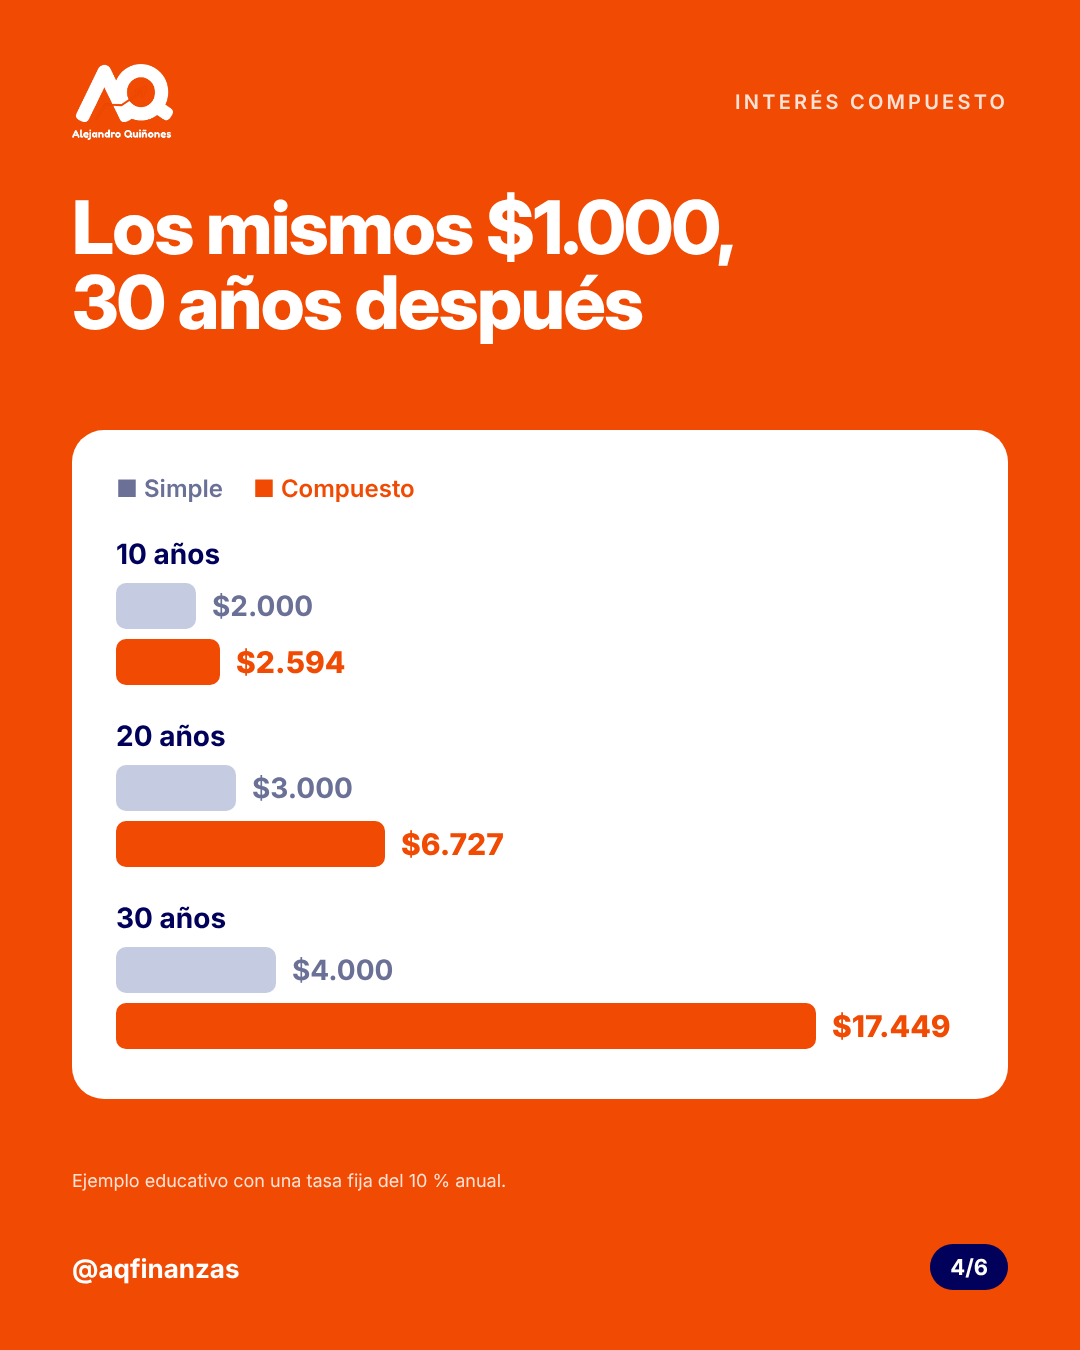 AQ
Alejandro Quiñones
INTERÉS COMPUESTO
Los mismos $1.000,
30 años después
Simple Compuesto
10 años
$2.000
$2.594
20 años
$3.000
$6.727
30 años
$4.000
$17.449
Ejemplo educativo con una tasa fija del 10 % anual.
@aqfinanzas
4/6